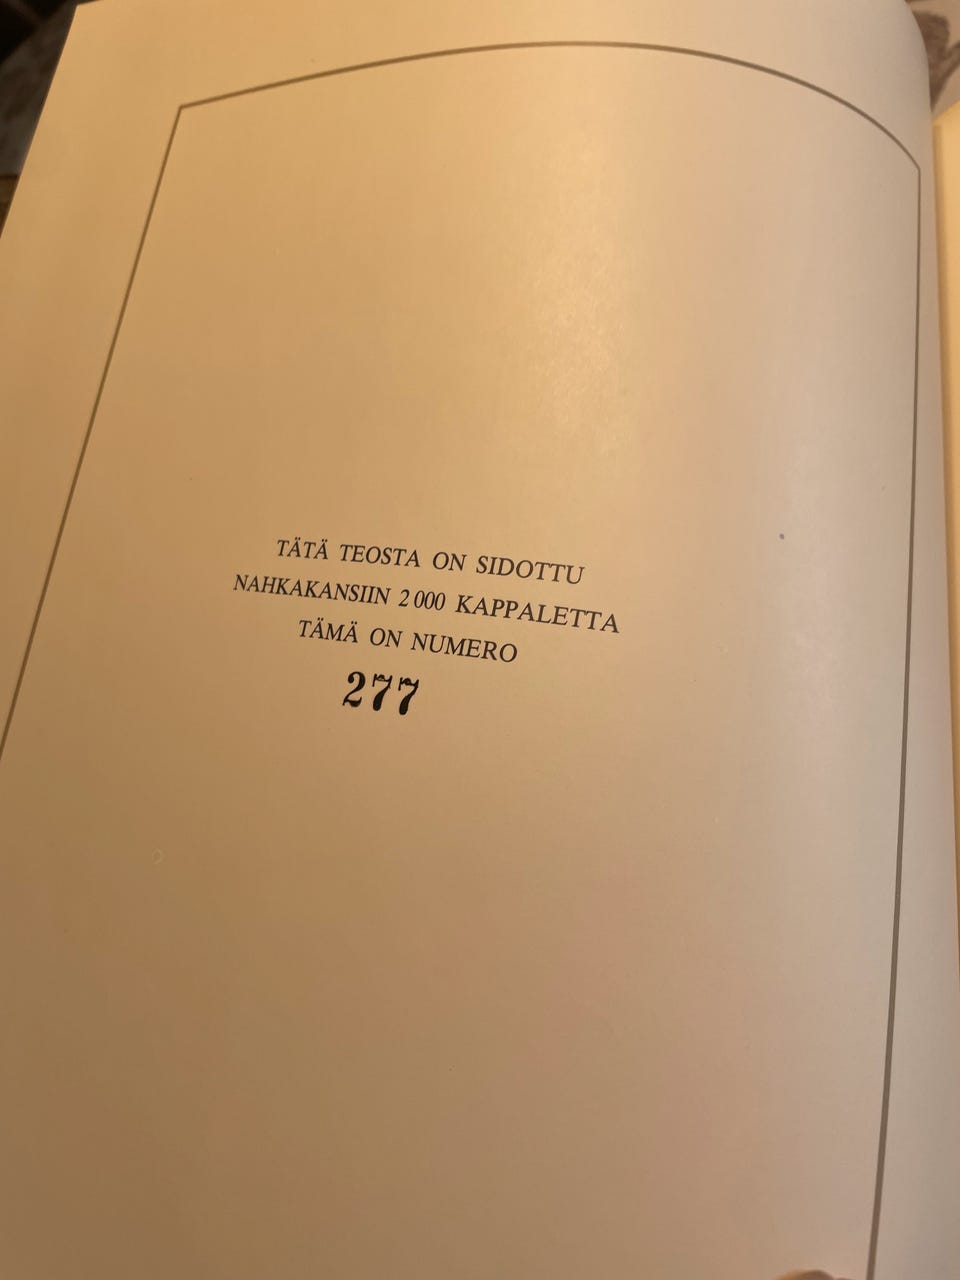 TÄTÄ TEOSTA ON SIDOTTU
NAHKAKANSIIN 2 000 KAPPALETTA
TÄMÄ ON NUMERO
277